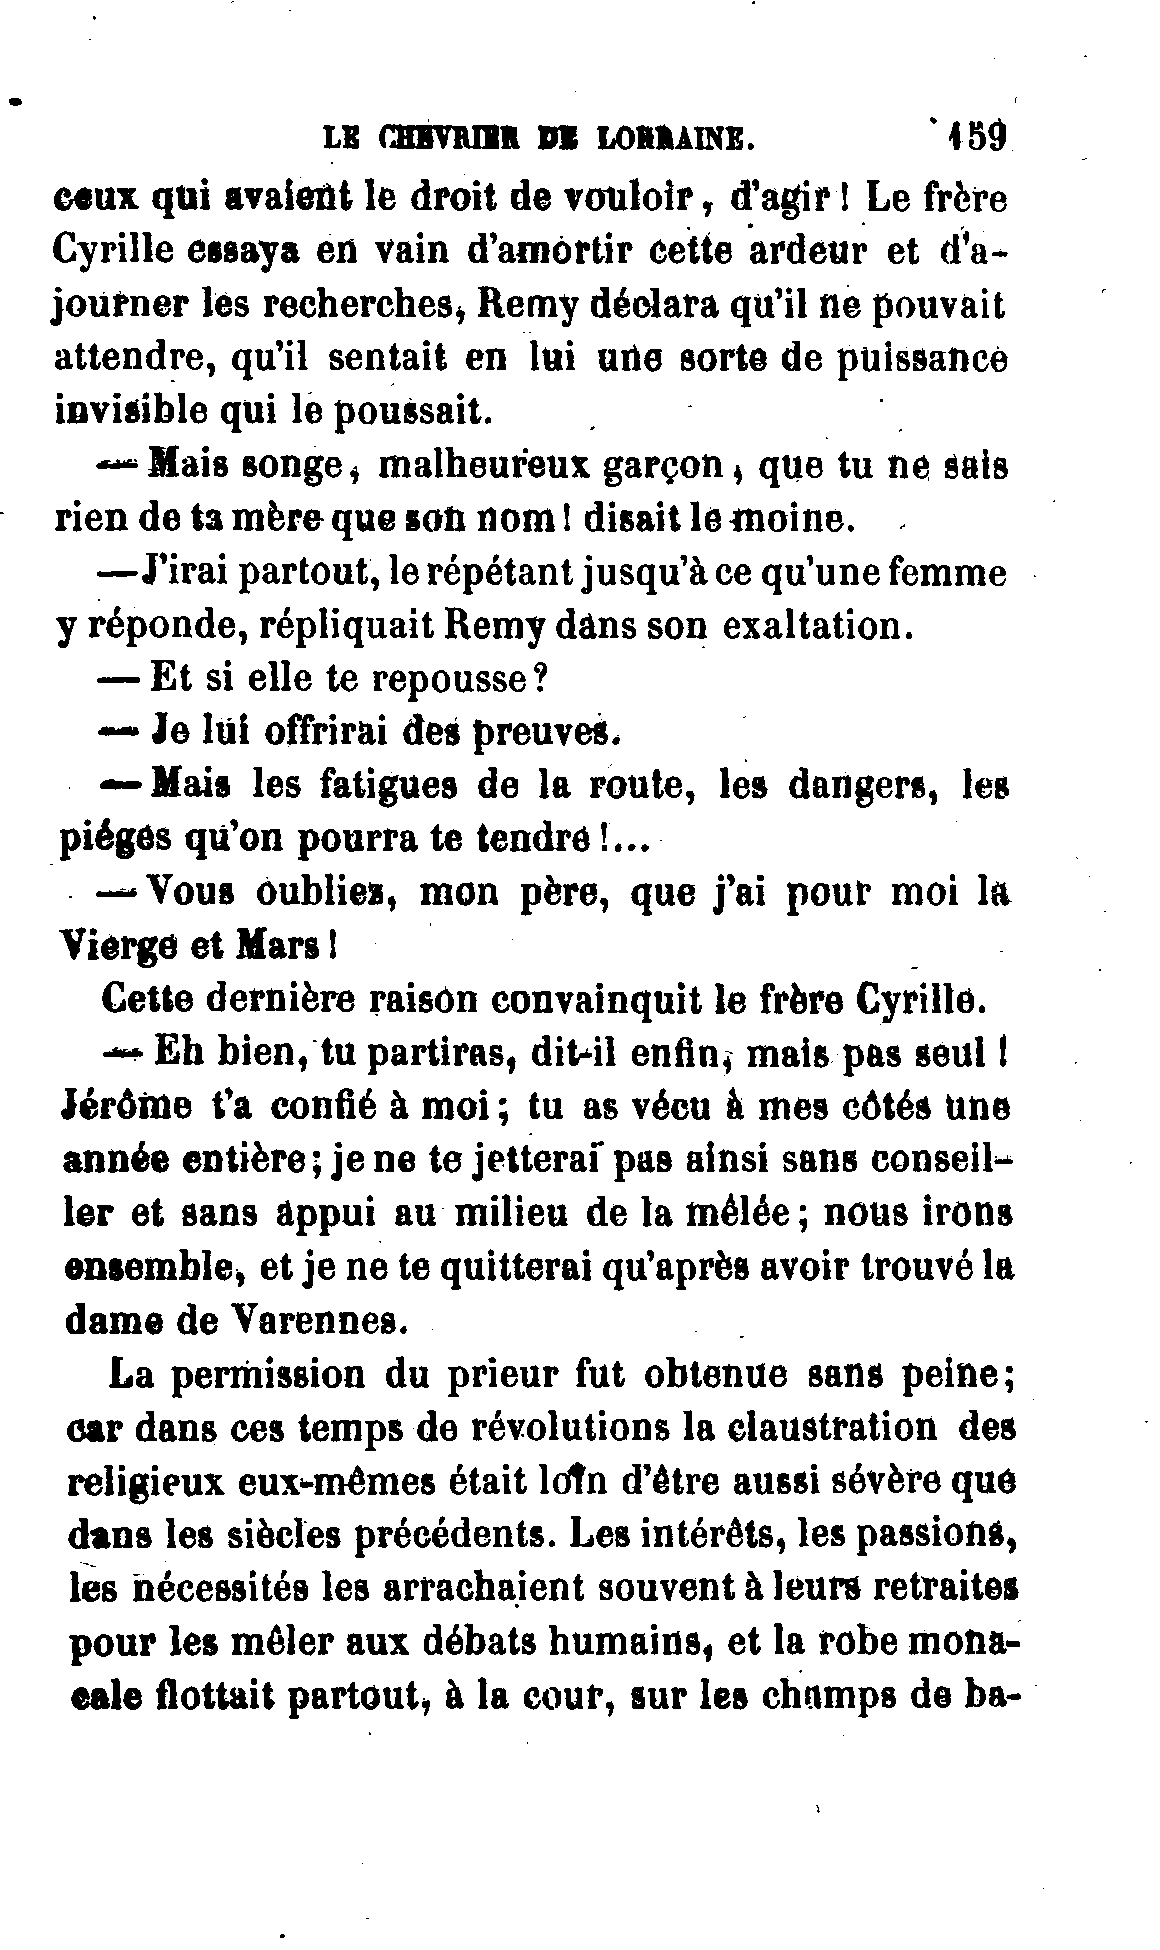 LE CHEVRIER DE LORRAINE. 159
ceux qui avaient le droit de vouloir, d'agir! Le frère
Cyrille essaya en vain d'amortir cette ardeur et d'a-
journer les recherches, Remy déclara qu'il ne pouvait
attendre, qu'il sentait en lui une sorte de puissance
invisible qui le poussait.
— Mais songe, malheureux garçon, que tu ne sais
rien de ta mère que son nom! disait le moine.
— J'irai partout, le répétant jusqu'à ce qu'une femme
y réponde, répliquait Remy dans son exaltation.
— Et si elle te repousse?
— Je lui offrirai des preuves.
— Mais les fatigues de la route, les dangers, les
piéges qu'on pourra te tendre!...
— Vous oubliez, mon père, que j'ai pour moi la
Vierge et Mars!
Cette dernière raison convainquit le frère Cyrille.
— Eh bien, tu partiras, dit-il enfin, mais pas seul!
Jérôme t'a confié à moi; tu as vécu à mes côtés une
année entière; je ne te jetterai pas ainsi sans conseil-
ler et sans appui au milieu de la mêlée; nous irons
ensemble, et je ne te quitterai qu'après avoir trouvé la
dame de Varennes.
La permission du prieur fut obtenue sans peine;
car dans ces temps de révolutions la claustration des
religieux eux-mêmes était loin d'être aussi sévère que
dans les siècles précédents. Les intérêts, les passions,
les nécessités les arrachaient souvent à leurs retraites
pour les mêler aux débats humains, et la robe mona-
cale flottait partout, à la cour, sur les champs de ba-